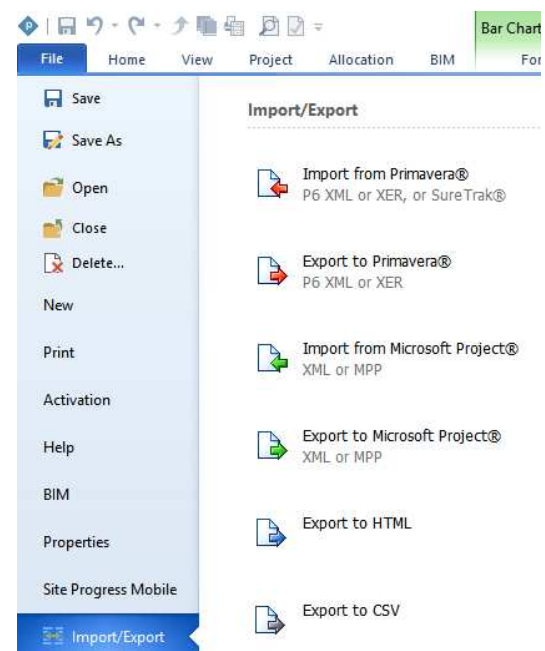 Bar Chart
File Home View Project Allocation BIM
Save
Save As
Open
Close
Delete...
New
Print
Activation
Help
BIM
Properties
Site Progress Mobile
Import/Export
Import/Export
Import from Primavera®
P6 XML or XER, or SureTrak®
Export to Primavera®
P6 XML or XER
Import from Microsoft Project®
XML or MPP
Export to Microsoft Project®
XML or MPP
Export to HTML
Export to CSV